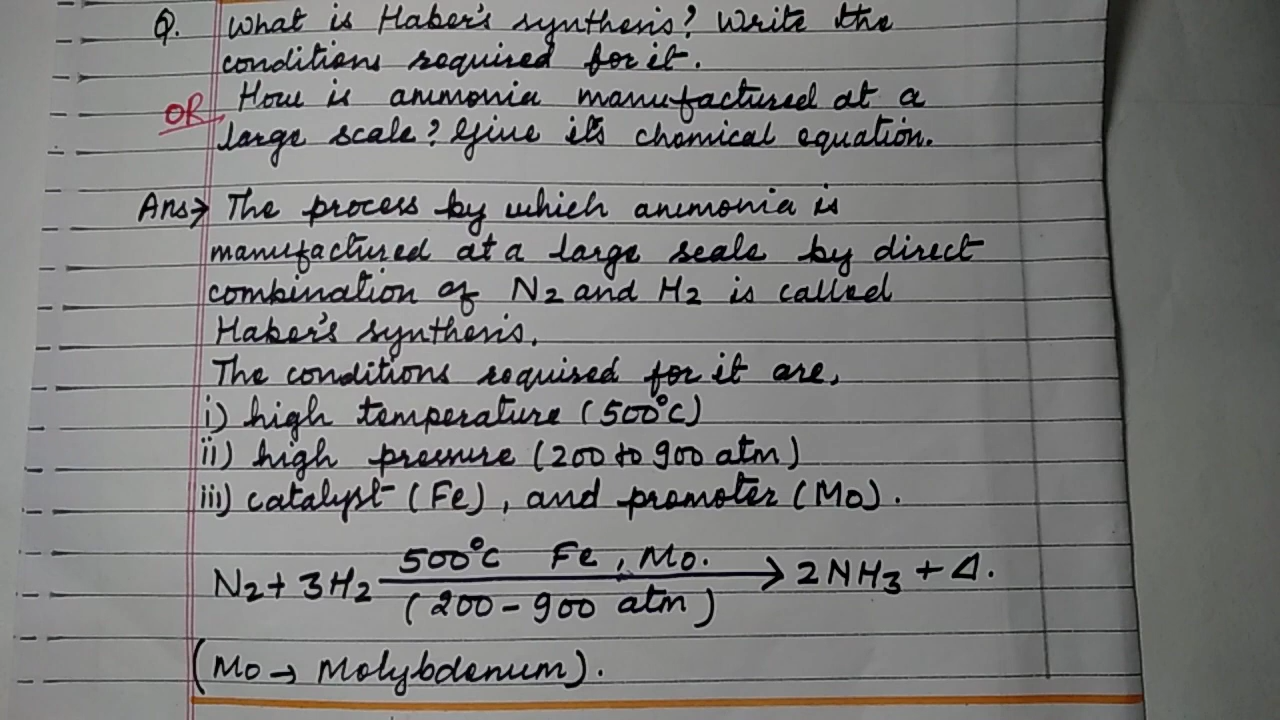 Q. What is Haber's synthesis? Write the
conditions required for it.
OR How is ammonia manufactured at a
large scale? Give its chemical equation.
Ans→ The process by which ammonia is
manufactured at a large scale by direct
combination of N2 and H2 is called
Haber's synthesis.
The conditions required for it are,
i) high temperature (500°C)
ii) high pressure (200 to 900 atm)
iii) catalyst (Fe), and promoter (Mo).
500°C Fe, Mo.
N2 + 3H2 → 2NH3 + Δ.
(200 - 900 atm)
(Mo → Molybdenum).